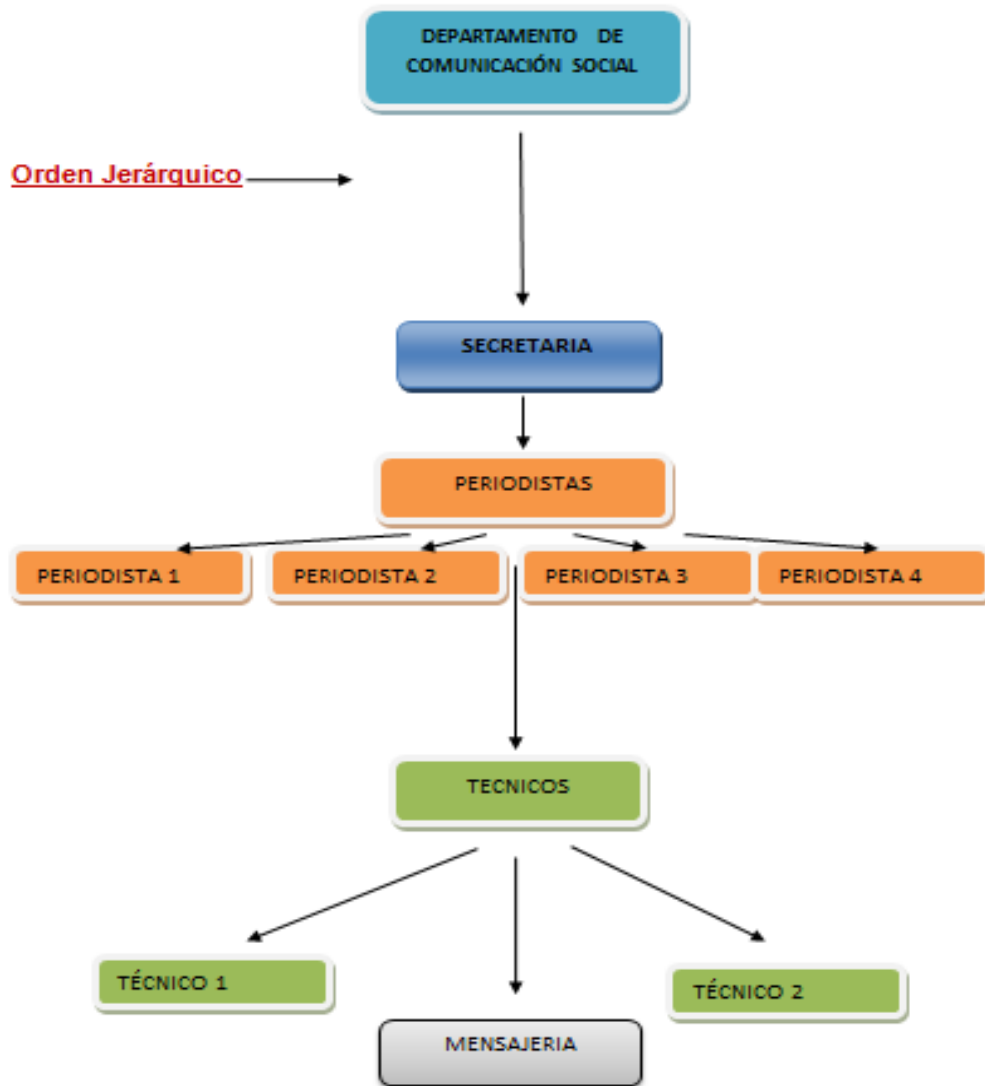 DEPARTAMENTO DE
COMUNICACIÓN SOCIAL
Orden Jerárquico
SECRETARIA
PERIODISTAS
PERIODISTA 1
PERIODISTA 2
PERIODISTA 3
PERIODISTA 4
TECNICOS
TÉCNICO 1
TÉCNICO 2
MENSAJERIA